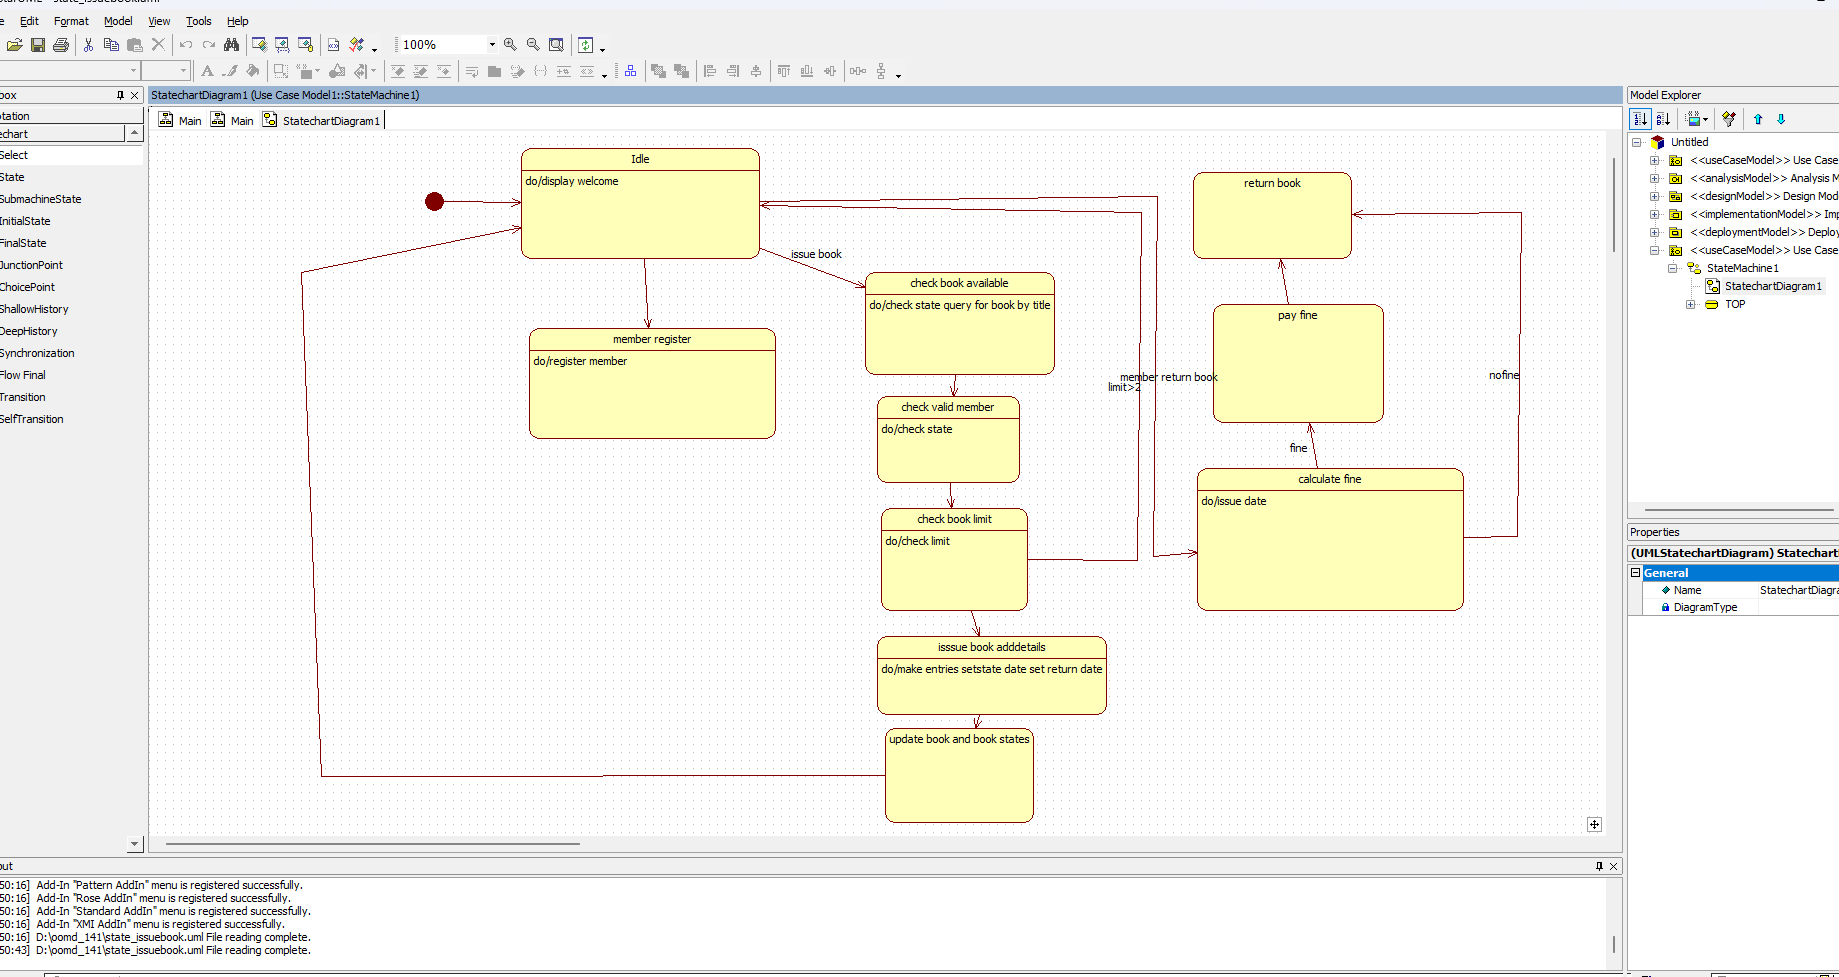 Edit Format Model View Tools Help
100%
box
StatechartDiagram1 (Use Case Model1::StateMachine1)
Model Explorer
Main Main StatechartDiagram1
Select
State
SubmachineState
InitialState
FinalState
JunctionPoint
ChoicePoint
ShallowHistory
DeepHistory
Synchronization
Flow Final
Transition
SelfTransition
Idle
do/display welcome
issue book
member register
do/register member
check book available
do/check state query for book by title
check valid member
do/check state
check book limit
do/check limit
isssue book adddetails
do/make entries setstate date set return date
update book and book states
member return book
limit>2
return book
pay fine
fine
nofine
calculate fine
do/issue date
Untitled
<<useCaseModel>> Use Case
<<analysisModel>> Analysis M
<<designModel>> Design Mod
<<implementationModel>> Imp
<<deploymentModel>> Deploy
<<useCaseModel>> Use Case
StateMachine1
StatechartDiagram1
TOP
Properties
(UMLStatechartDiagram) Statechart
General
Name StatechartDiagra
DiagramType
50:16] Add-In "Pattern AddIn" menu is registered successfully.
50:16] Add-In "Rose AddIn" menu is registered successfully.
50:16] Add-In "Standard AddIn" menu is registered successfully.
50:16] Add-In "XMI AddIn" menu is registered successfully.
50:16] D:\oomd_141\state_issuebook.uml File reading complete.
50:43] D:\oomd_141\state_issuebook.uml File reading complete.